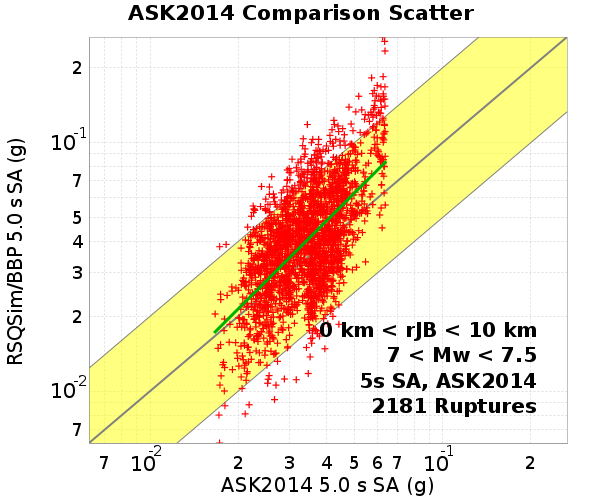 ASK2014 Comparison Scatter
RSQSim/BBP 5.0 s SA (g)
2
10-1
7
5
4
3
2
10-2
7
0 km < rJB < 10 km
7 < Mw < 7.5
5s SA, ASK2014
2181 Ruptures
7 10-2 2 3 4 5 6 7 10-1 2
ASK2014 5.0 s SA (g)